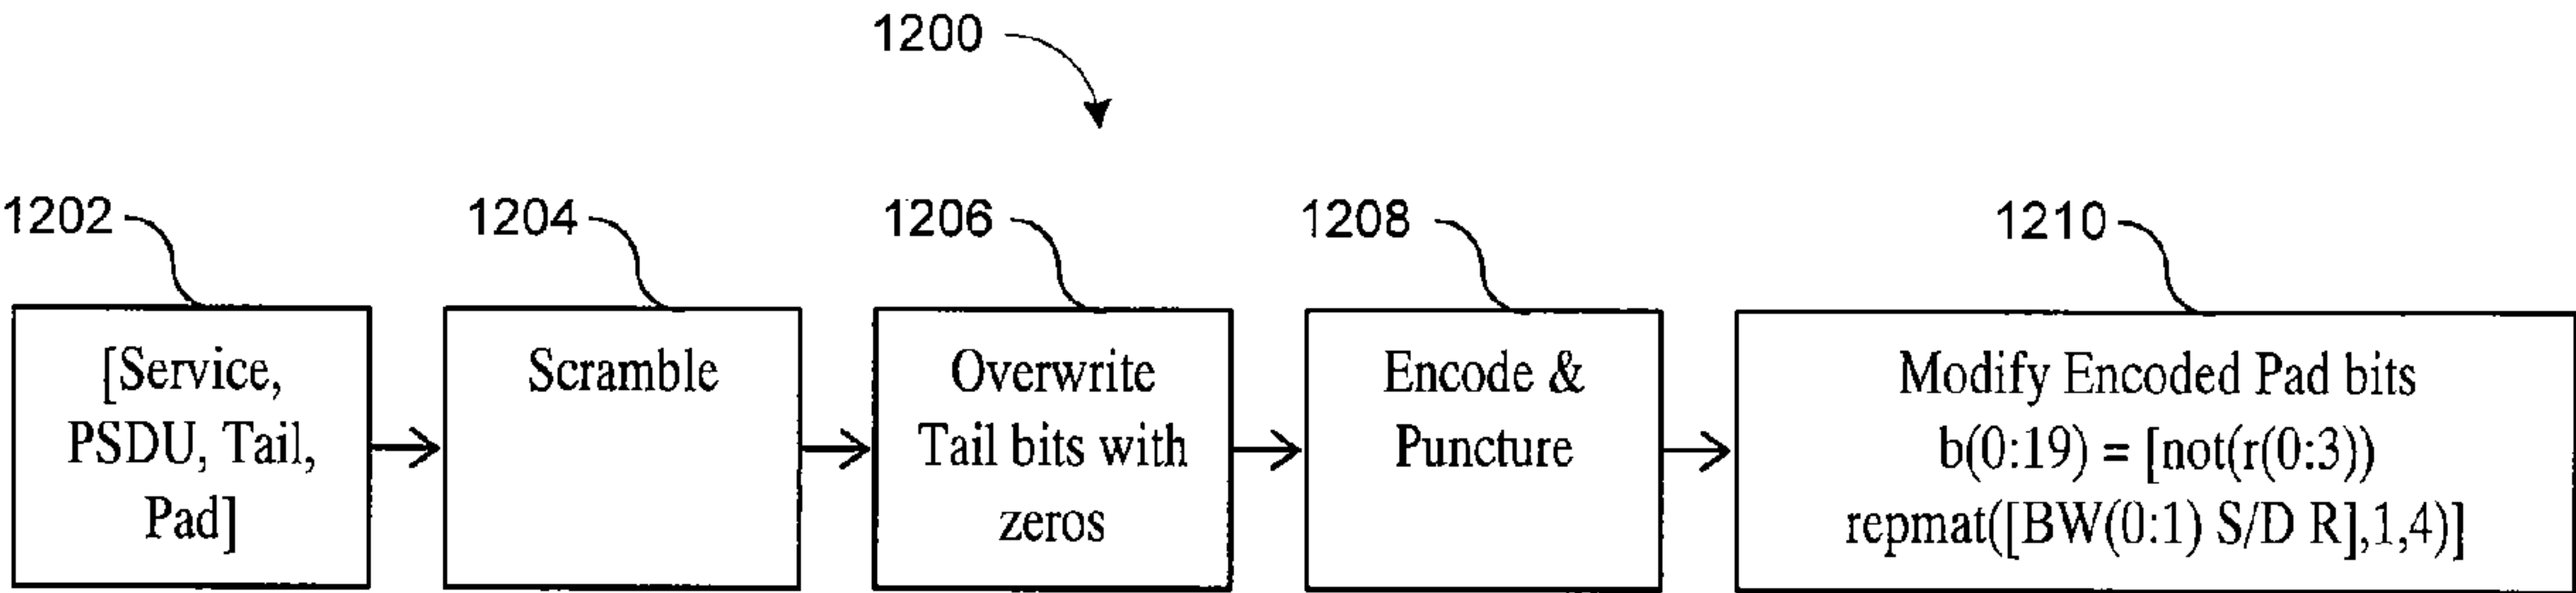 1200
1202
1204
1206
1208
1210
[Service,
PSDU, Tail,
Pad]
Scramble
Overwrite
Tail bits with
zeros
Encode &
Puncture
Modify Encoded Pad bits
b(0:19) = [not(r(0:3))
repmat([BW(0:1) S/D R],1,4)]